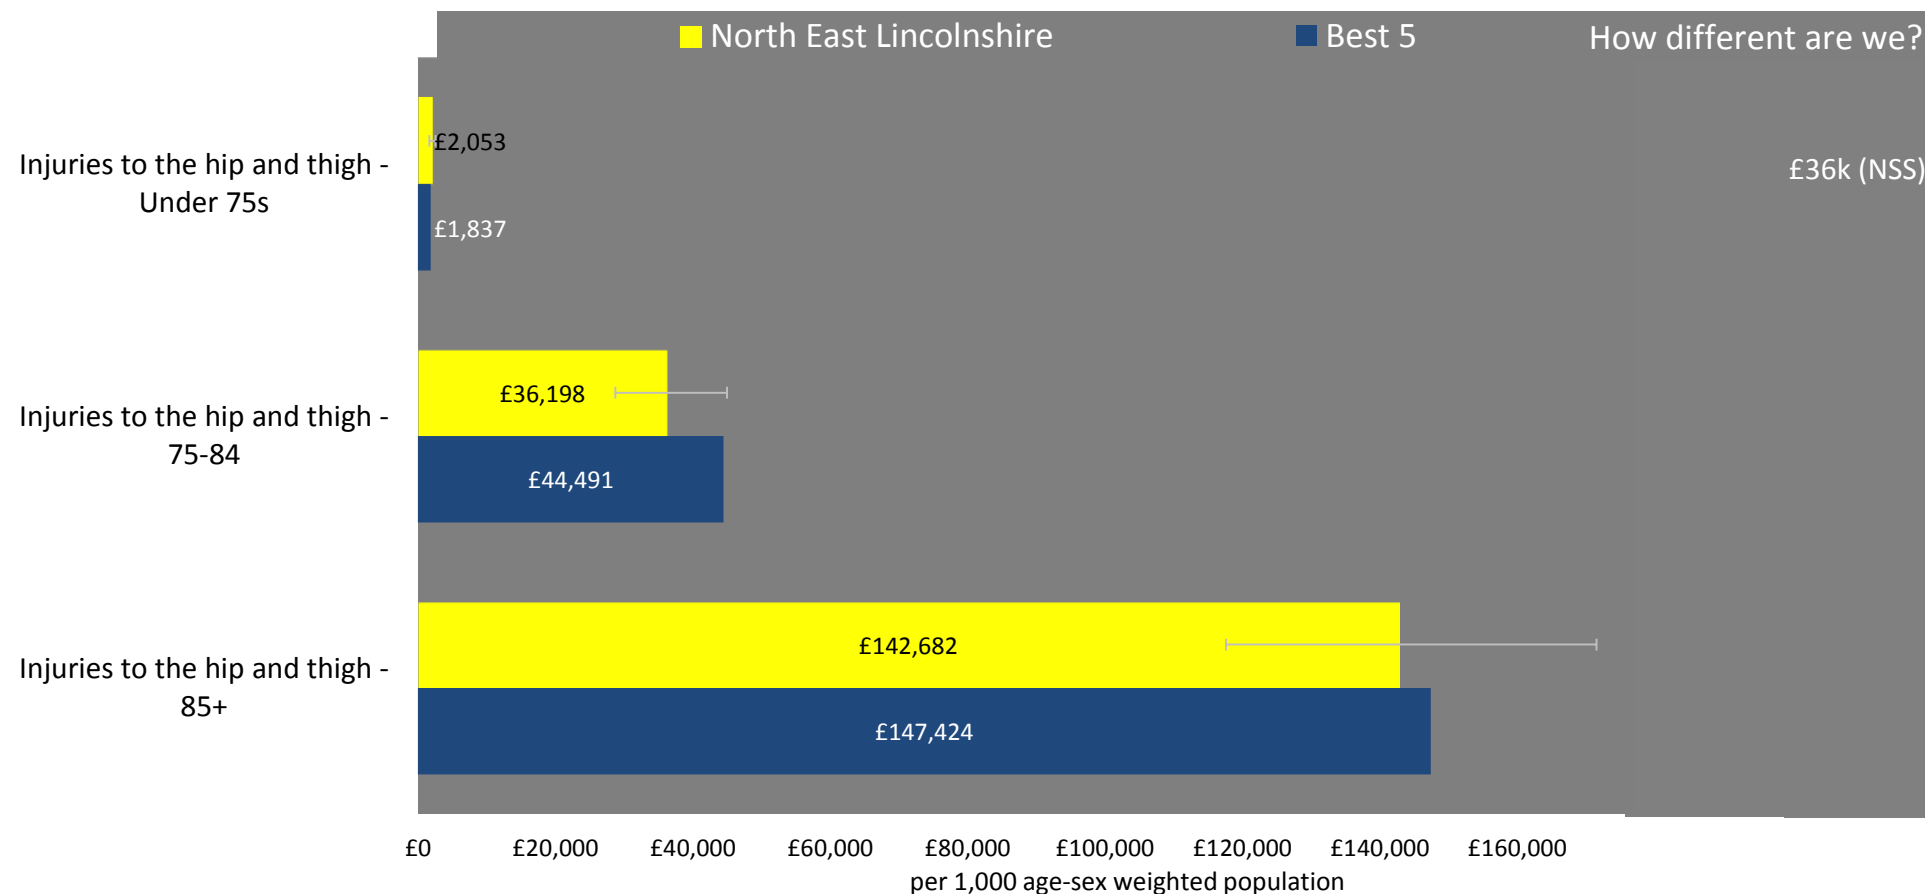 North East Lincolnshire
Best 5
How different are we?
Injuries to the hip and thigh -
Under 75s
£2,053
£1,837
£36k (NSS)
Injuries to the hip and thigh -
75-84
£36,198
£44,491
Injuries to the hip and thigh -
85+
£142,682
£147,424
£0
£20,000
£40,000
£60,000
£80,000
£100,000
£120,000
£140,000
£160,000
per 1,000 age-sex weighted population